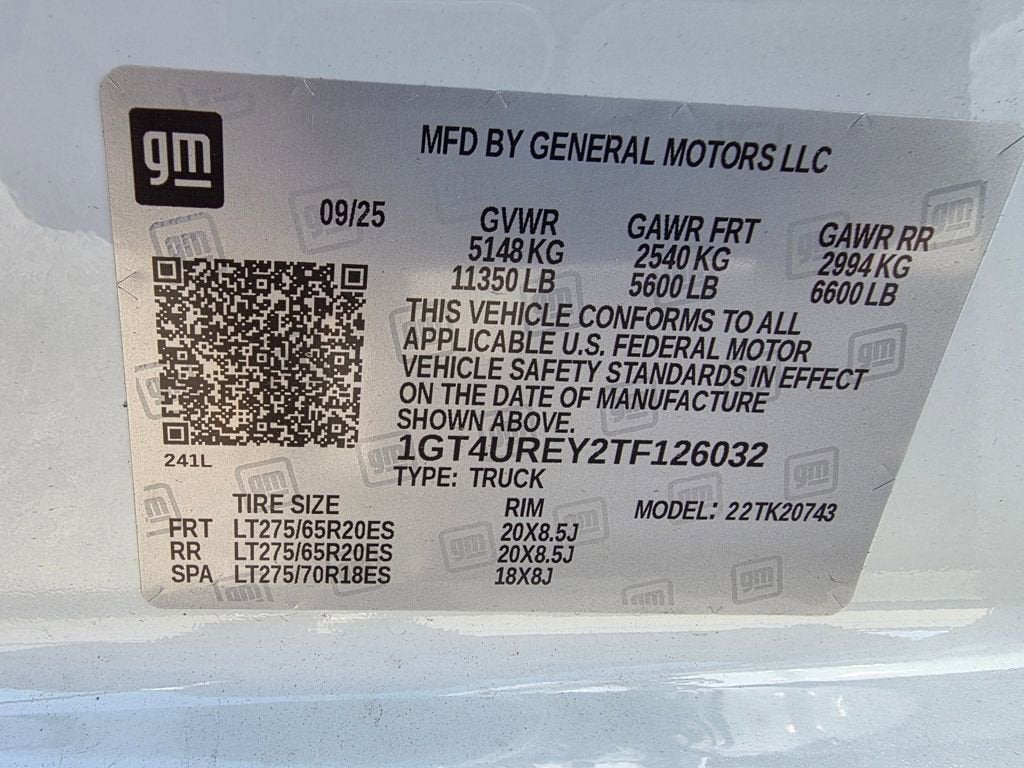 gm
MFD BY GENERAL MOTORS LLC
09/25
GVWR GAWR FRT GAWR RR
5148 KG 2540 KG 2994 KG
11350 LB 5600 LB 6600 LB
THIS VEHICLE CONFORMS TO ALL
APPLICABLE U.S. FEDERAL MOTOR
VEHICLE SAFETY STANDARDS IN EFFECT
ON THE DATE OF MANUFACTURE
SHOWN ABOVE.
1GT4UREY2TF126032
241L
TYPE: TRUCK
TIRE SIZE RIM MODEL: 22TK20743
FRT LT275/65R20ES 20X8.5J
RR LT275/65R20ES 20X8.5J
SPA LT275/70R18ES 18X8J